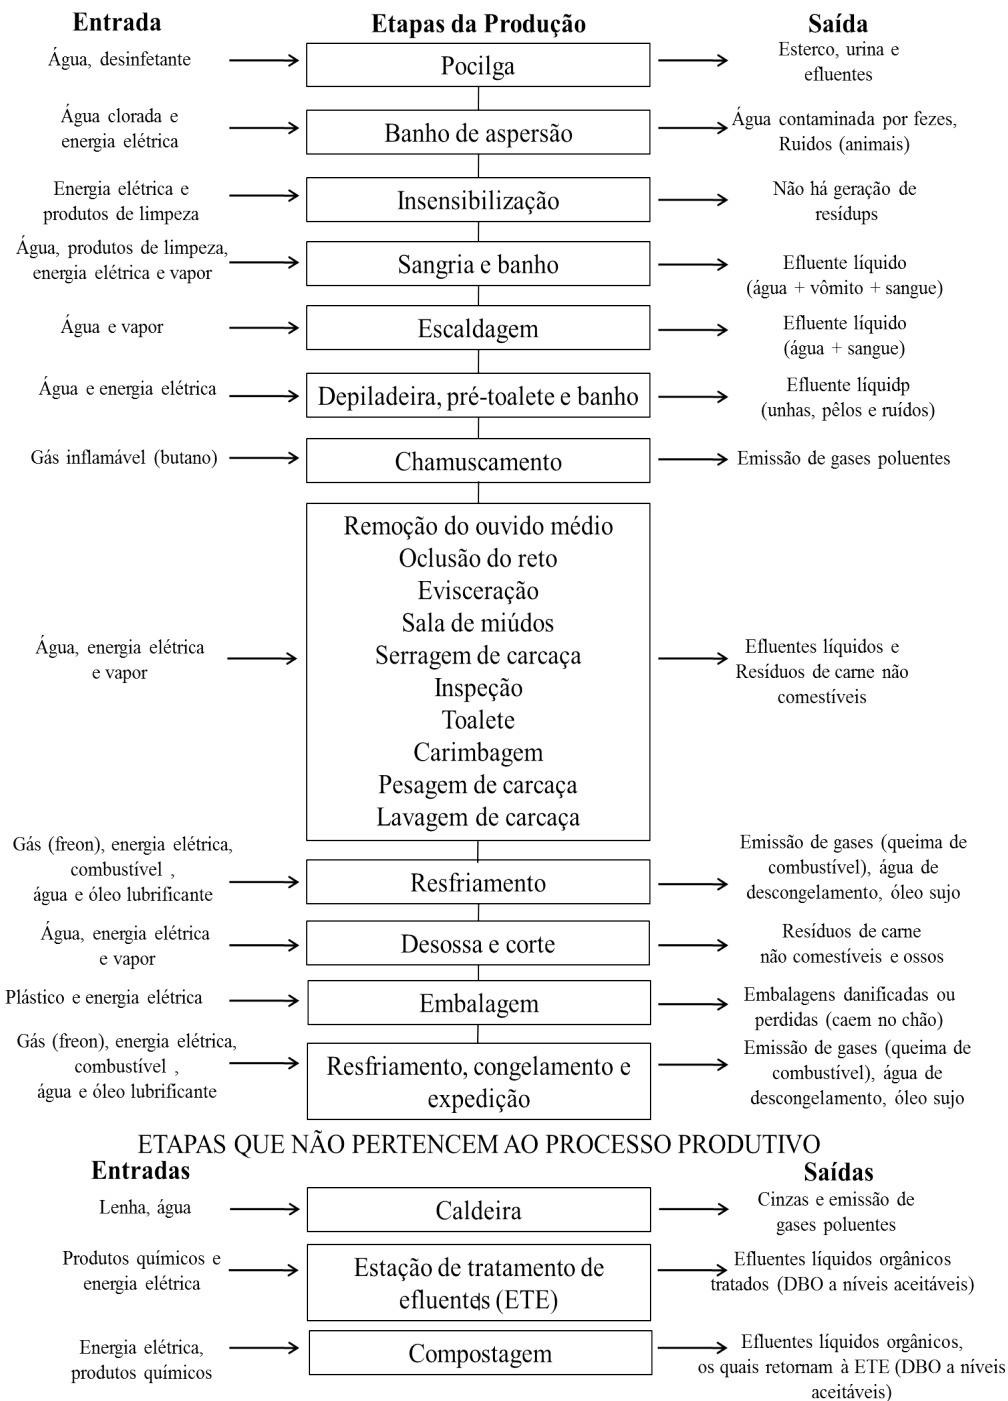 Entrada
Etapas da Produção
Saída
Água, desinfetante
Pocilga
Esterco, urina e
efluentes
Água clorada e
energia elétrica
Banho de aspersão
Água contaminada por fezes,
Ruidos (animais)
Energia elétrica e
produtos de limpeza
Insensibilização
Não há geração de
resídups
Água, produtos de limpeza,
energia elétrica e vapor
Sangria e banho
Efluente líquido
(água + vômito + sangue)
Água e vapor
Escaldagem
Efluente líquido
(água + sangue)
Água e energia elétrica
Depiladeira, pré-toalete e banho
Efluente líquidp
(unhas, pêlos e ruídos)
Gás inflamável (butano)
Chamuscamento
Emissão de gases poluentes
Água, energia elétrica
e vapor
Remoção do ouvido médio
Oclusão do reto
Evisceração
Sala de miúdos
Serragem de carcaça
Inspeção
Toalete
Carimbagem
Pesagem de carcaça
Lavagem de carcaça
Efluentes líquidos e
Resíduos de carne não
comestíveis
Gás (freon), energia elétrica,
combustível ,
água e óleo lubrificante
Resfriamento
Emissão de gases (queima de
combustível), água de
descongelamento, óleo sujo
Água, energia elétrica
e vapor
Desossa e corte
Resíduos de carne
não comestíveis e ossos
Plástico e energia elétrica
Embalagem
Embalagens danificadas ou
perdidas (caem no chão)
Gás (freon), energia elétrica,
combustível ,
água e óleo lubrificante
Resfriamento, congelamento e
expedição
Emissão de gases (queima de
combustível), água de
descongelamento, óleo sujo
ETAPAS QUE NÃO PERTENCEM AO PROCESSO PRODUTIVO
Entradas
Saídas
Lenha, água
Caldeira
Cinzas e emissão de
gases poluentes
Produtos químicos e
energia elétrica
Estação de tratamento de
efluentes (ETE)
Efluentes líquidos orgânicos
tratados (DBO a níveis aceitáveis)
Energia elétrica,
produtos químicos
Compostagem
Efluentes líquidos orgânicos,
os quais retornam à ETE (DBO a níveis
aceitáveis)